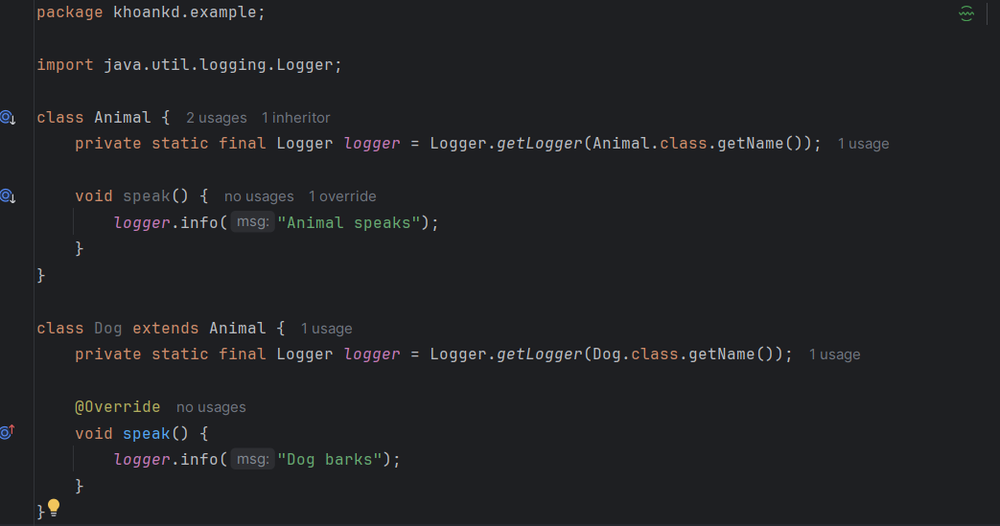 package khoankd.example;
import java.util.logging.Logger;
class Animal { 2 usages 1 inheritor
private static final Logger logger = Logger.getLogger(Animal.class.getName()); 1 usage
void speak() { no usages 1 override
logger.info( msg: "Animal speaks");
}
}
class Dog extends Animal { 1 usage
private static final Logger logger = Logger.getLogger(Dog.class.getName()); 1 usage
@Override no usages
void speak() {
logger.info( msg: "Dog barks");
}
}